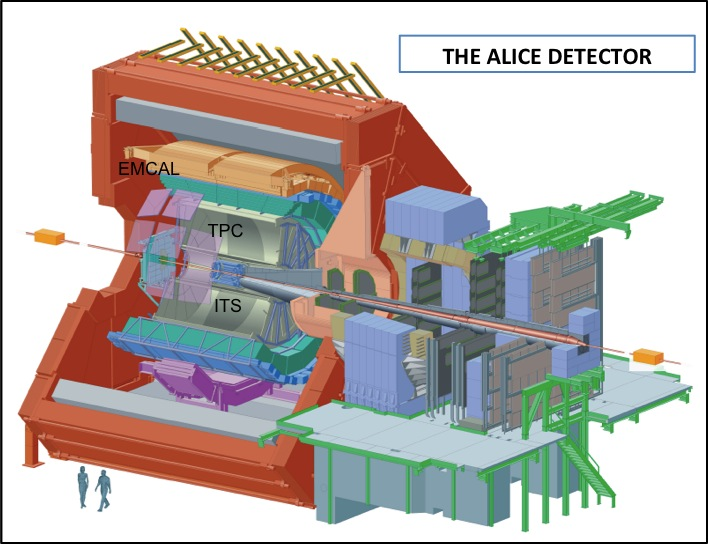 THE ALICE DETECTOR
EMCAL
TPC
ITS